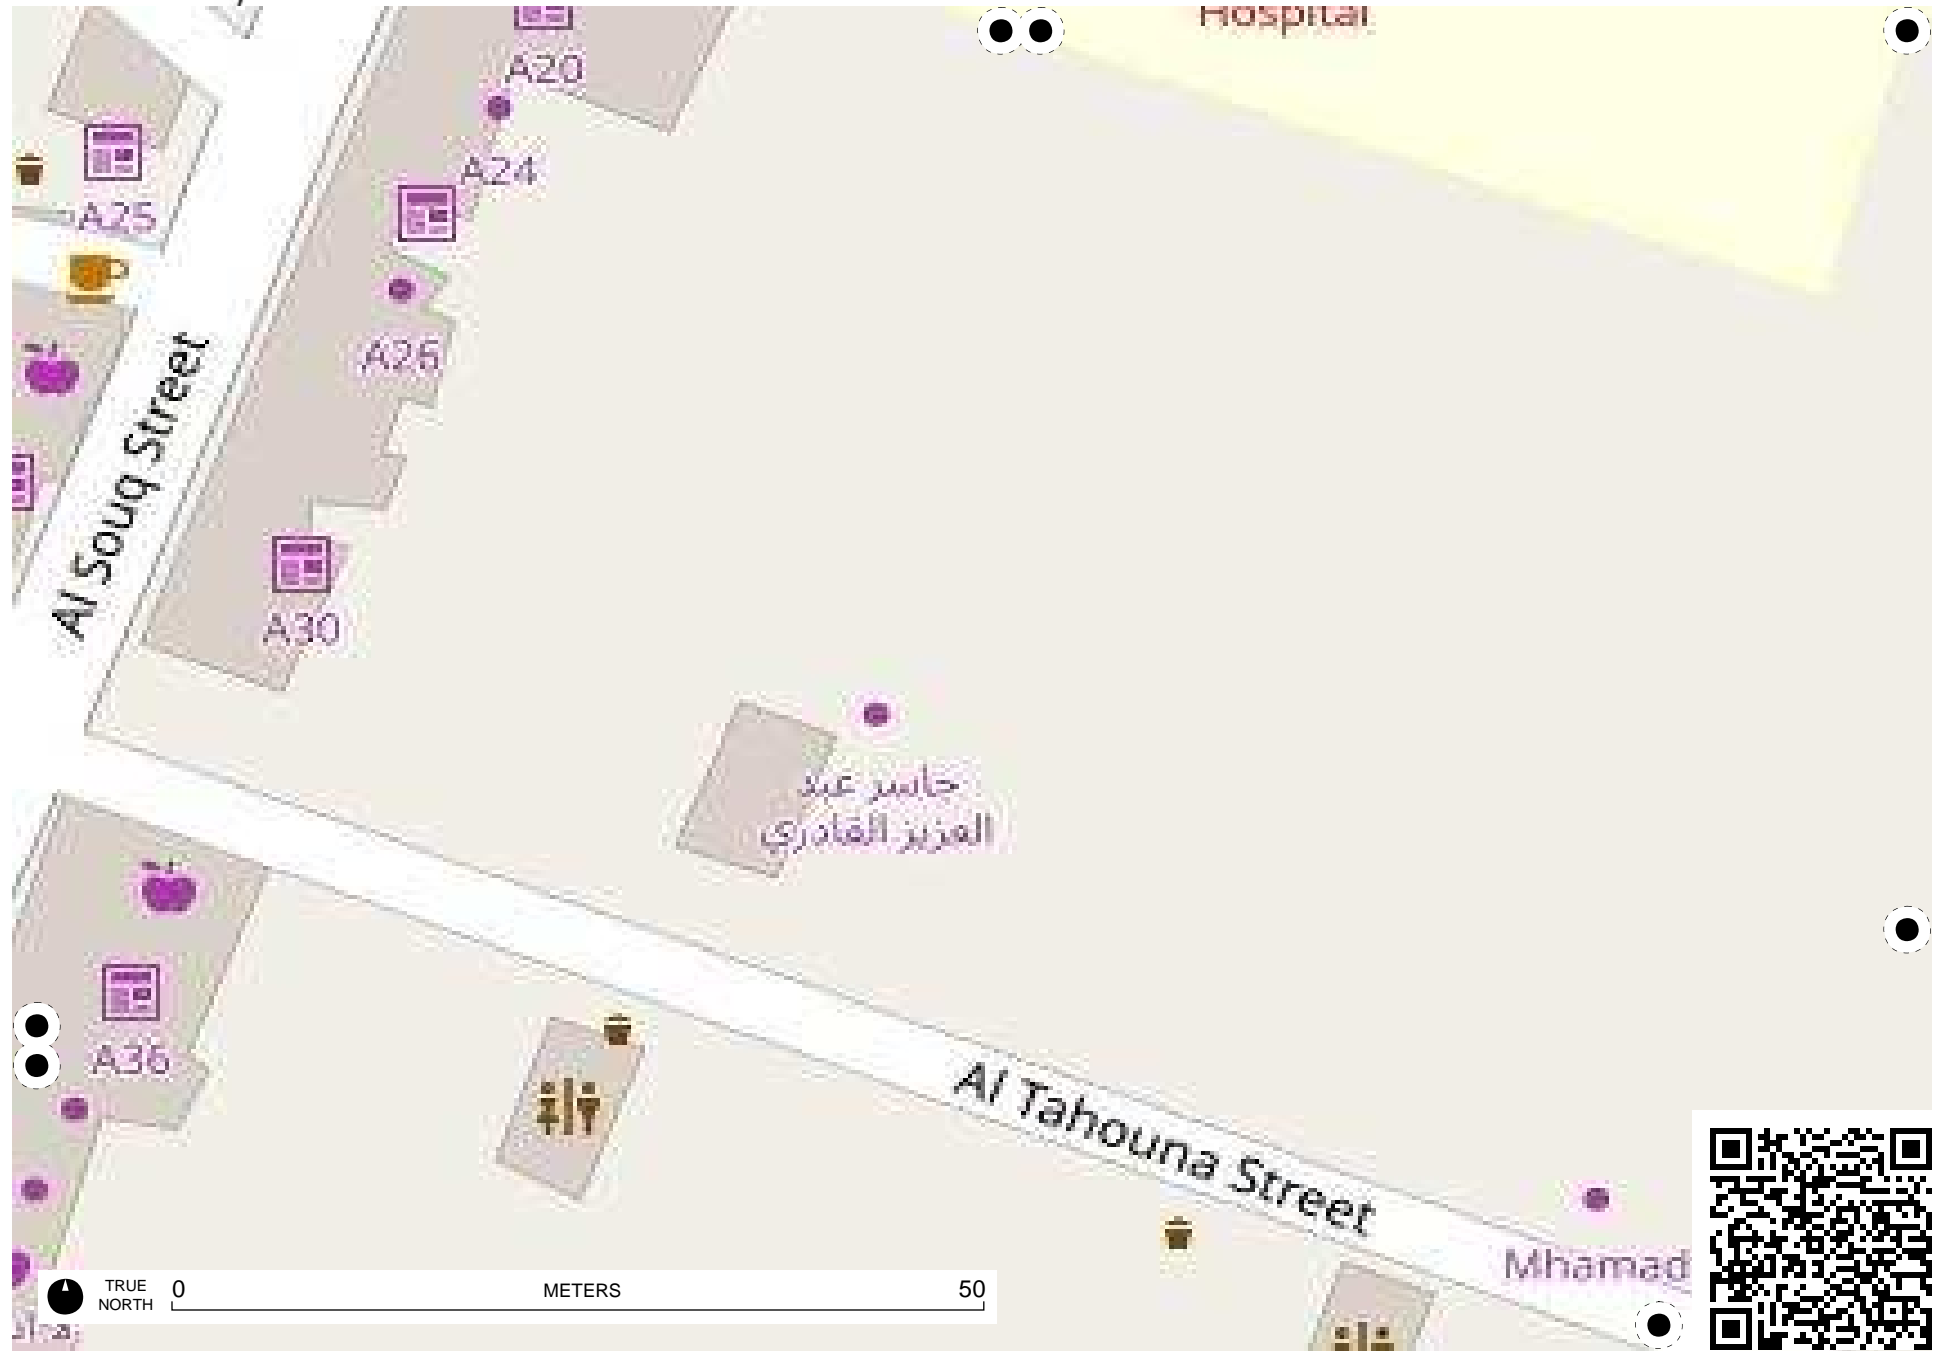 Hospital
A20
A24
A25
A26
Al Souq Street
A30
جاسر عبد
العزيز القادري
A36
Al Tahouna Street
Mhamad
TRUE
NORTH
0
METERS
50